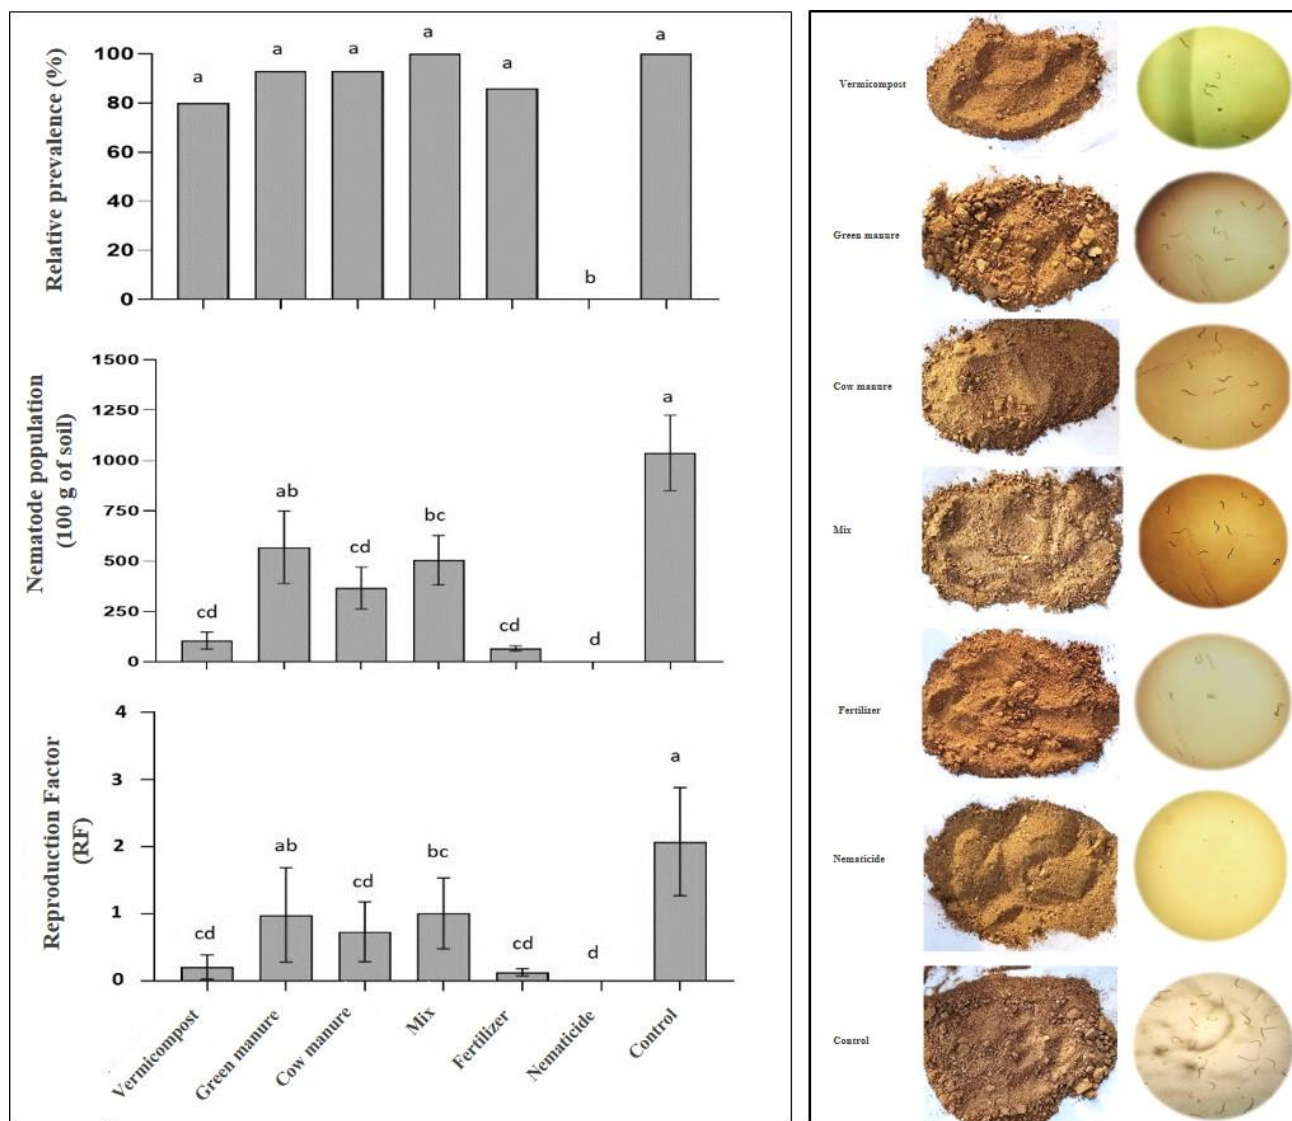 Relative prevalence (%)
100
80
60
40
20
0
a
a
a
a
a
b
a
Nematode population
(100 g of soil)
1500
1250
1000
750
500
250
0
cd
ab
cd
bc
cd
d
a
Reproduction Factor
(RF)
4
3
2
1
0
cd
ab
cd
bc
cd
d
a
Vermicompost
Green manure
Cow manure
Mix
Fertilizer
Nematicide
Control
Vermicompost
Green manure
Cow manure
Mix
Fertilizer
Nematicide
Control